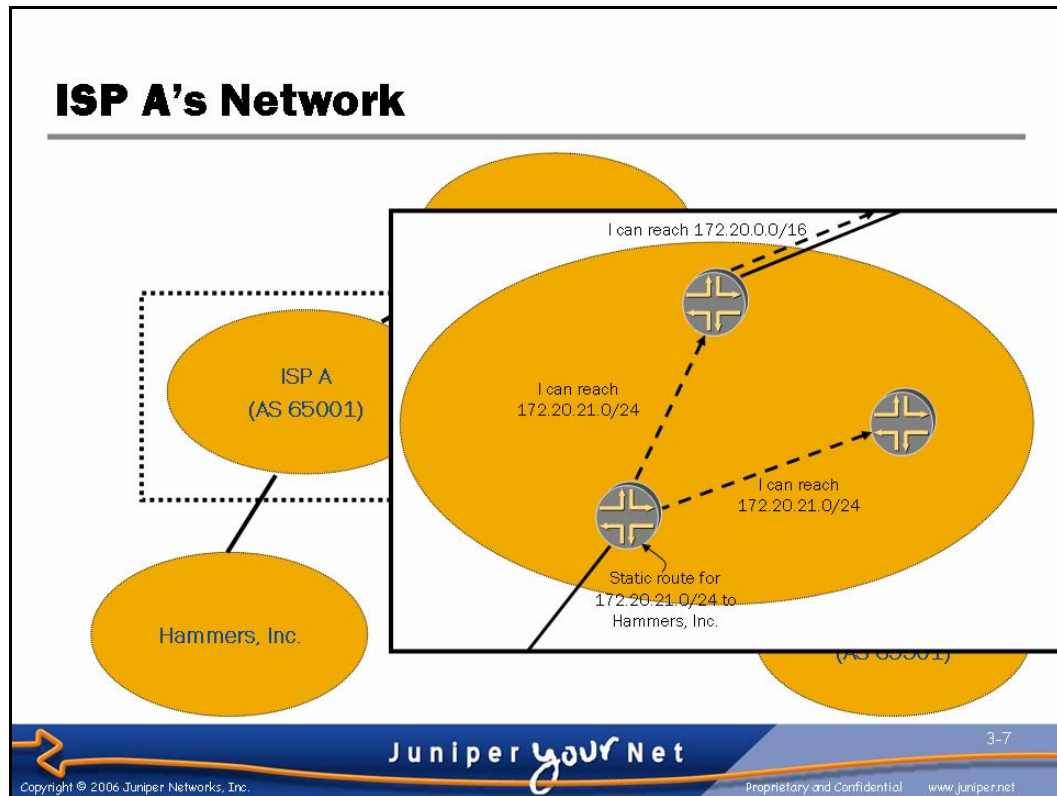 ISP A's Network
I can reach 172.20.0.0/16
ISP A
(AS 65001)
I can reach
172.20.21.0/24
I can reach
172.20.21.0/24
Static route for
172.20.21.0/24 to
Hammers, Inc.
Hammers, Inc.
3-7
Juniper your Net
Copyright © 2006 Juniper Networks, Inc.
Proprietary and Confidential
www.juniper.net